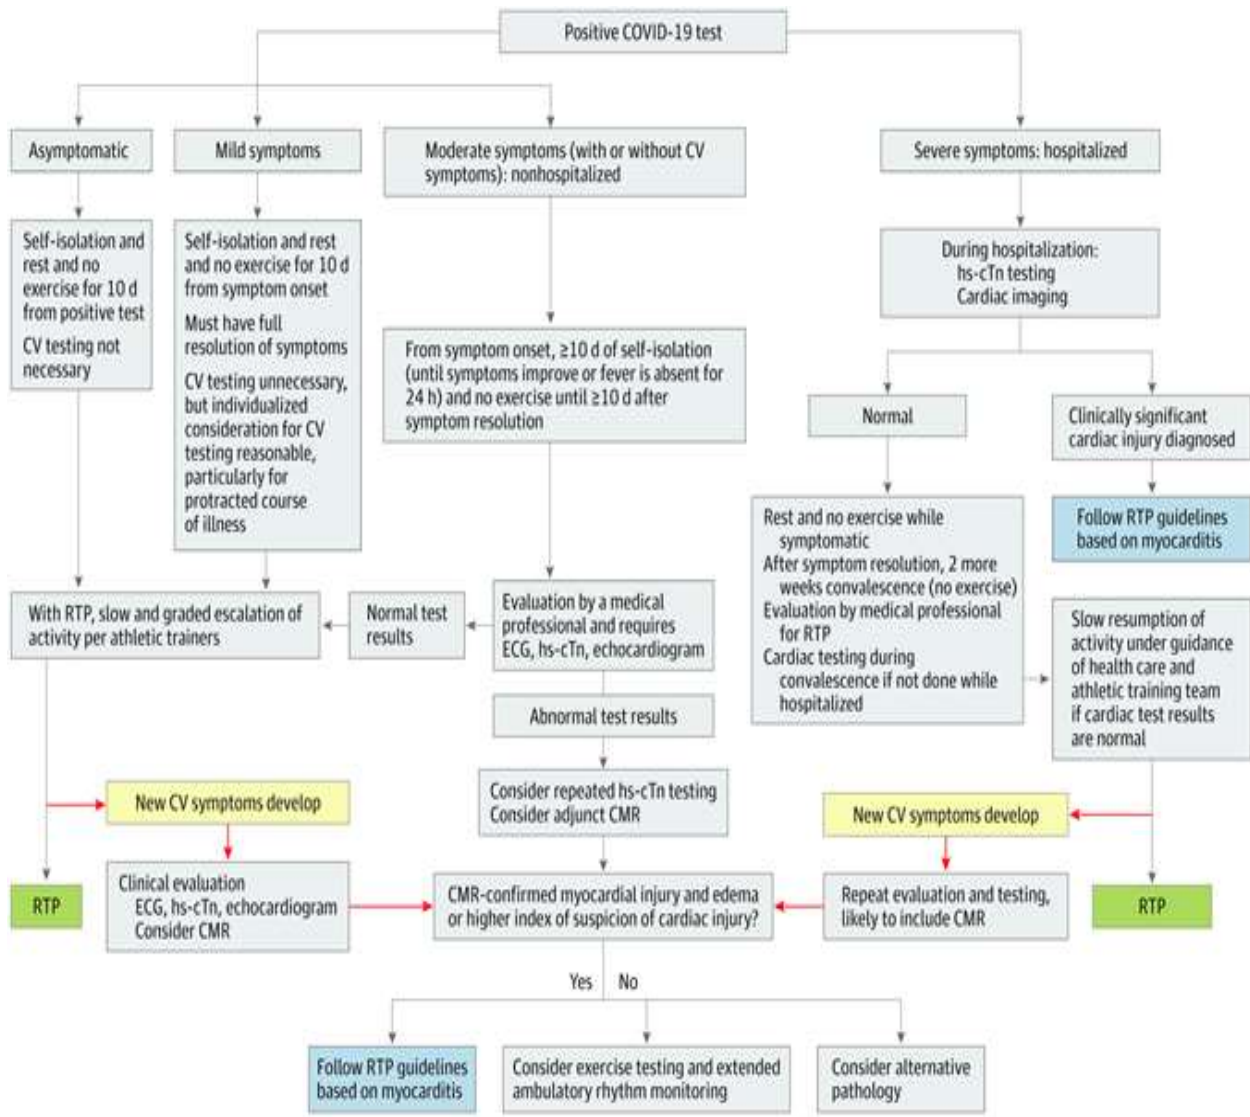 Positive COVID-19 test
Asymptomatic
Mild symptoms
Moderate symptoms (with or without CV
symptoms): nonhospitalized
Severe symptoms: hospitalized
Self-isolation and
rest and no
exercise for 10 d
from positive test
CV testing not
necessary
Self-isolation and rest
and no exercise for 10 d
from symptom onset
Must have full
resolution of symptoms
CV testing unnecessary,
but individualized
consideration for CV
testing reasonable,
particularly for
protracted course
of illness
From symptom onset, ≥10 d of self-isolation
(until symptoms improve or fever is absent for
24 h) and no exercise until ≥10 d after
symptom resolution
During hospitalization:
hs-cTn testing
Cardiac imaging
Normal
Clinically significant
cardiac injury diagnosed
Rest and no exercise while
symptomatic
After symptom resolution, 2 more
weeks convalescence (no exercise)
Evaluation by medical professional
for RTP
Cardiac testing during
convalescence if not done while
hospitalized
Follow RTP guidelines
based on myocarditis
With RTP, slow and graded escalation of
activity per athletic trainers
Normal test
results
Evaluation by a medical
professional and requires
ECG, hs-cTn, echocardiogram
Slow resumption of
activity under guidance
of health care and
athletic training team
if cardiac test results
are normal
Abnormal test results
Consider repeated hs-cTn testing
Consider adjunct CMR
New CV symptoms develop
New CV symptoms develop
RTP
Clinical evaluation
ECG, hs-cTn, echocardiogram
Consider CMR
CMR-confirmed myocardial injury and edema
or higher index of suspicion of cardiac injury?
Repeat evaluation and testing,
likely to include CMR
RTP
Yes No
Follow RTP guidelines
based on myocarditis
Consider exercise testing and extended
ambulatory rhythm monitoring
Consider alternative
pathology